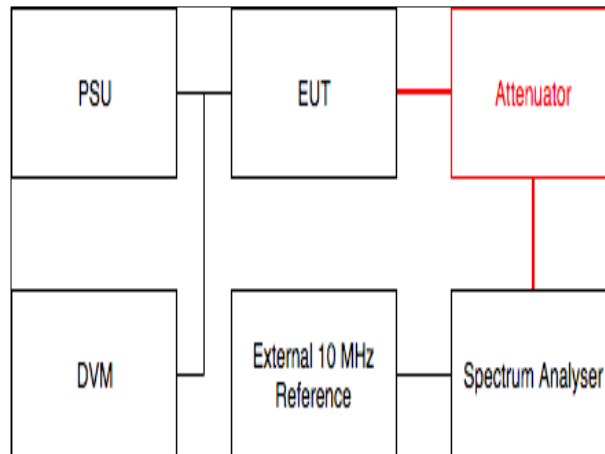 PSU
EUT
Attenuator
DVM
External 10 MHz
Reference
Spectrum Analyser